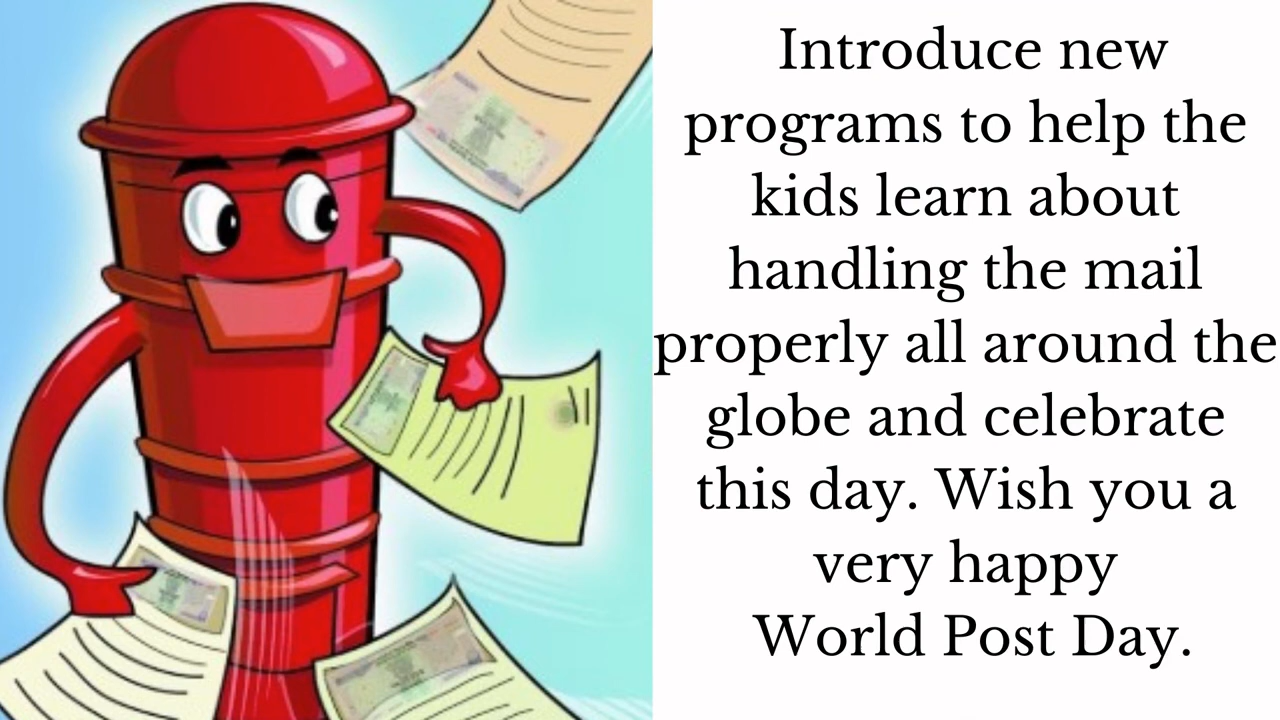 Introduce new
programs to help the
kids learn about
handling the mail
properly all around the
globe and celebrate
this day. Wish you a
very happy
World Post Day.